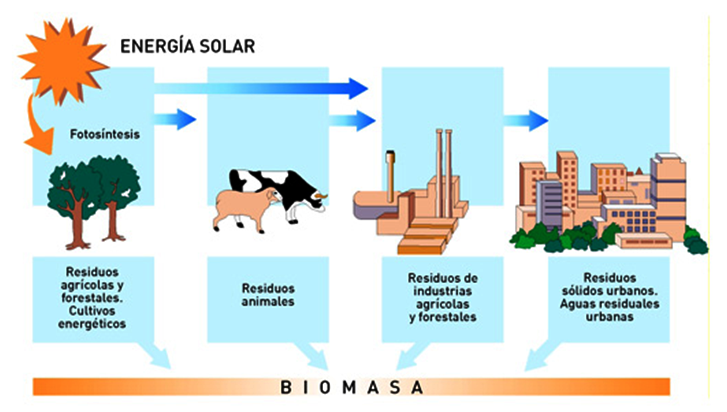 ENERGÍA SOLAR
Fotosíntesis
Residuos
agrícolas y
forestales.
Cultivos
energéticos
Residuos
animales
Residuos de
industrias
agrícolas
y forestales
Residuos
sólidos urbanos.
Aguas residuales
urbanas
BIOMASA